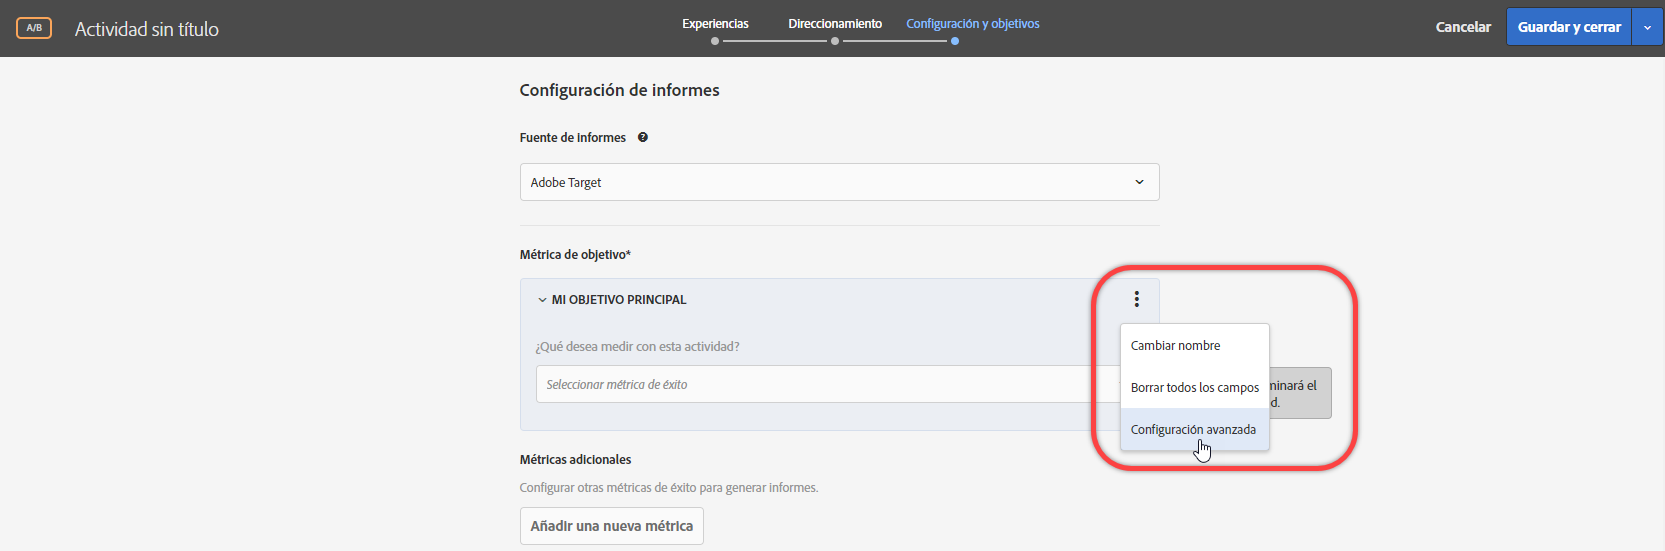 A/B
Actividad sin título
Experiencias
Direccionamiento
Configuración y objetivos
Cancelar
Guardar y cerrar
Configuración de informes
Fuente de informes
Adobe Target
Métrica de objetivo*
MI OBJETIVO PRINCIPAL
¿Qué desea medir con esta actividad?
Seleccionar métrica de éxito
Cambiar nombre
Borrar todos los campos
Configuración avanzada
minará el
d.
Métricas adicionales
Configurar otras métricas de éxito para generar informes.
Añadir una nueva métrica